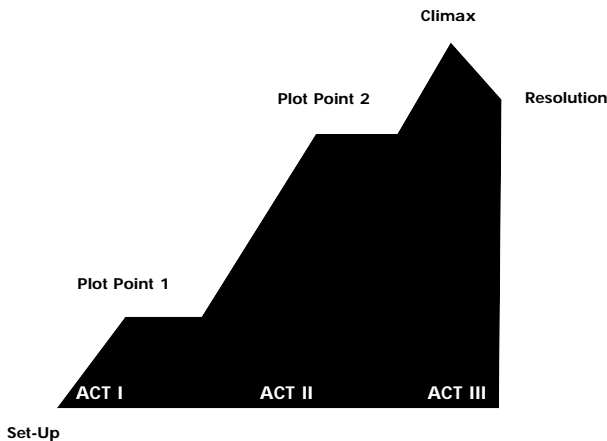 Climax
Plot Point 2
Resolution
Plot Point 1
ACT I
ACT II
ACT III
Set-Up